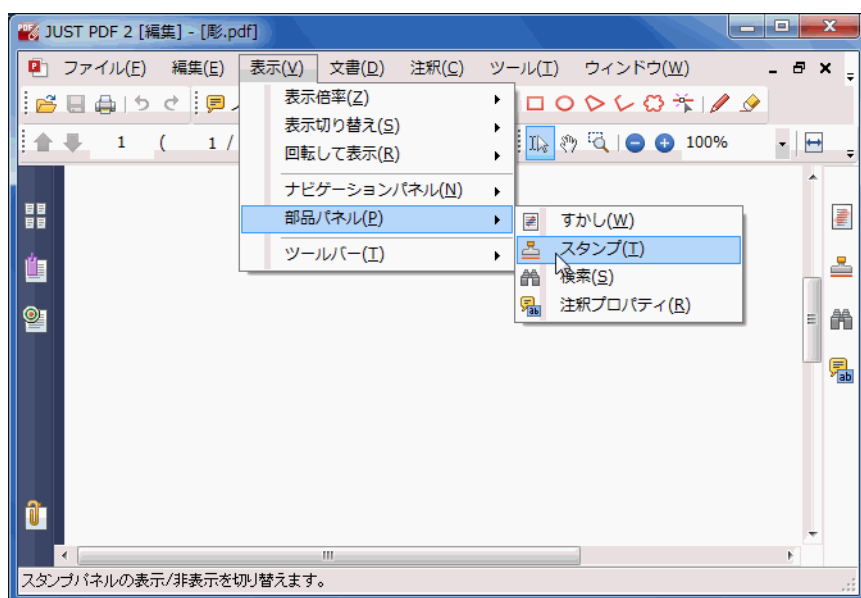 JUST PDF 2 [編集] - [彫.pdf]
ファイル(F) 編集(E) 表示(V) 文書(D) 注釈(C) ツール(T) ウィンドウ(W)
表示倍率(Z)
表示切り替え(S)
1 ( 1 /
100%
回転して表示(R)
ナビゲーションパネル(N)
部品パネル(P)
すかし(W)
ツールバー(T)
スタンプ(T)
検索(S)
注釈プロパティ(R)
スタンプパネルの表示/非表示を切り替えます。